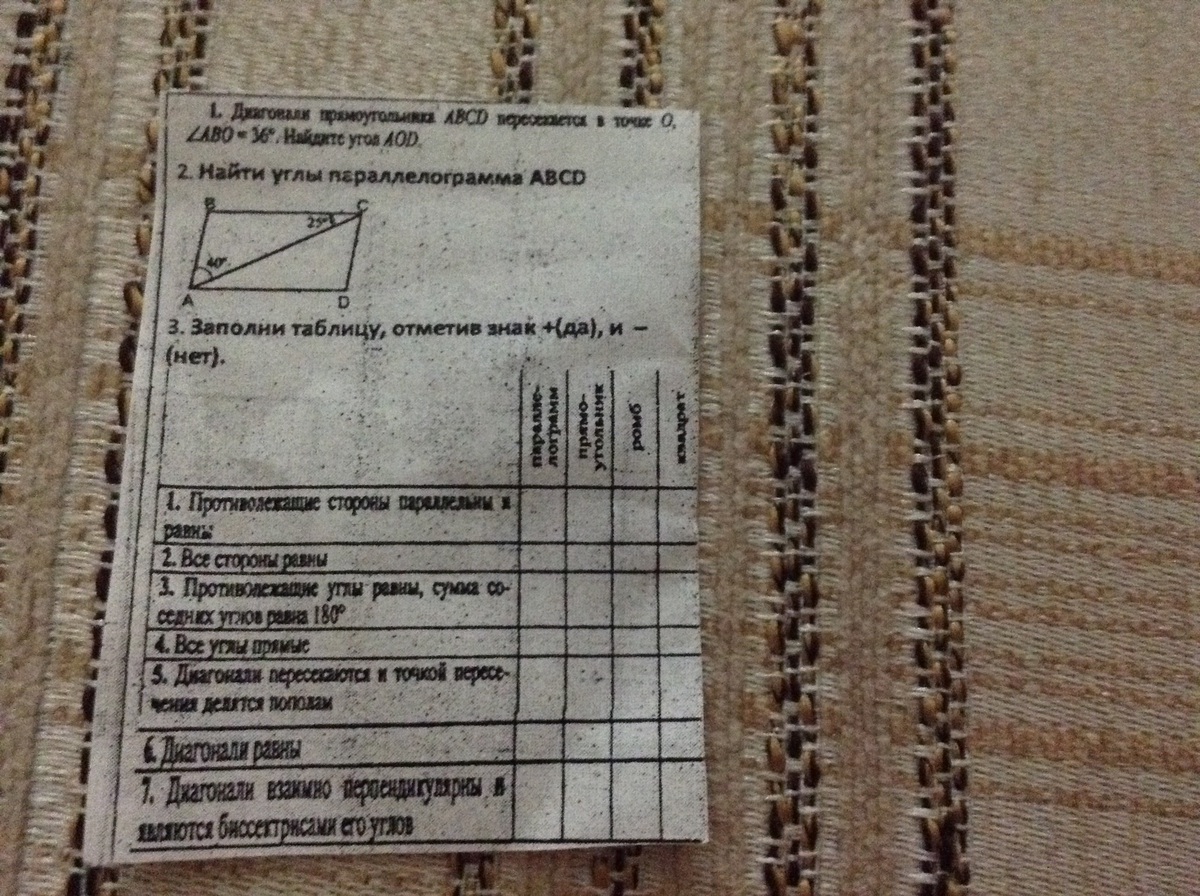 1. Диагонали прямоугольника ABCD пересекается в точке O,
∠ABO = 36°. Найдите угол AOD.
2. Найти углы параллелограмма ABCD
B
C
25°
40°
A
D
3. Заполни таблицу, отметив знак +(да), и –
(нет).
паралле-
лограмм
прямо-
угольник
ромб
квадрат
1. Противолежащие стороны параллельны и
равны
2. Все стороны равны
3. Противолежащие углы равны, сумма со-
седних углов равна 180°
4. Все углы прямые
5. Диагонали пересекаются и точкой пересе-
чения делятся пополам
6. Диагонали равны
7. Диагонали взаимно перпендикулярны и
являются биссектрисами его углов